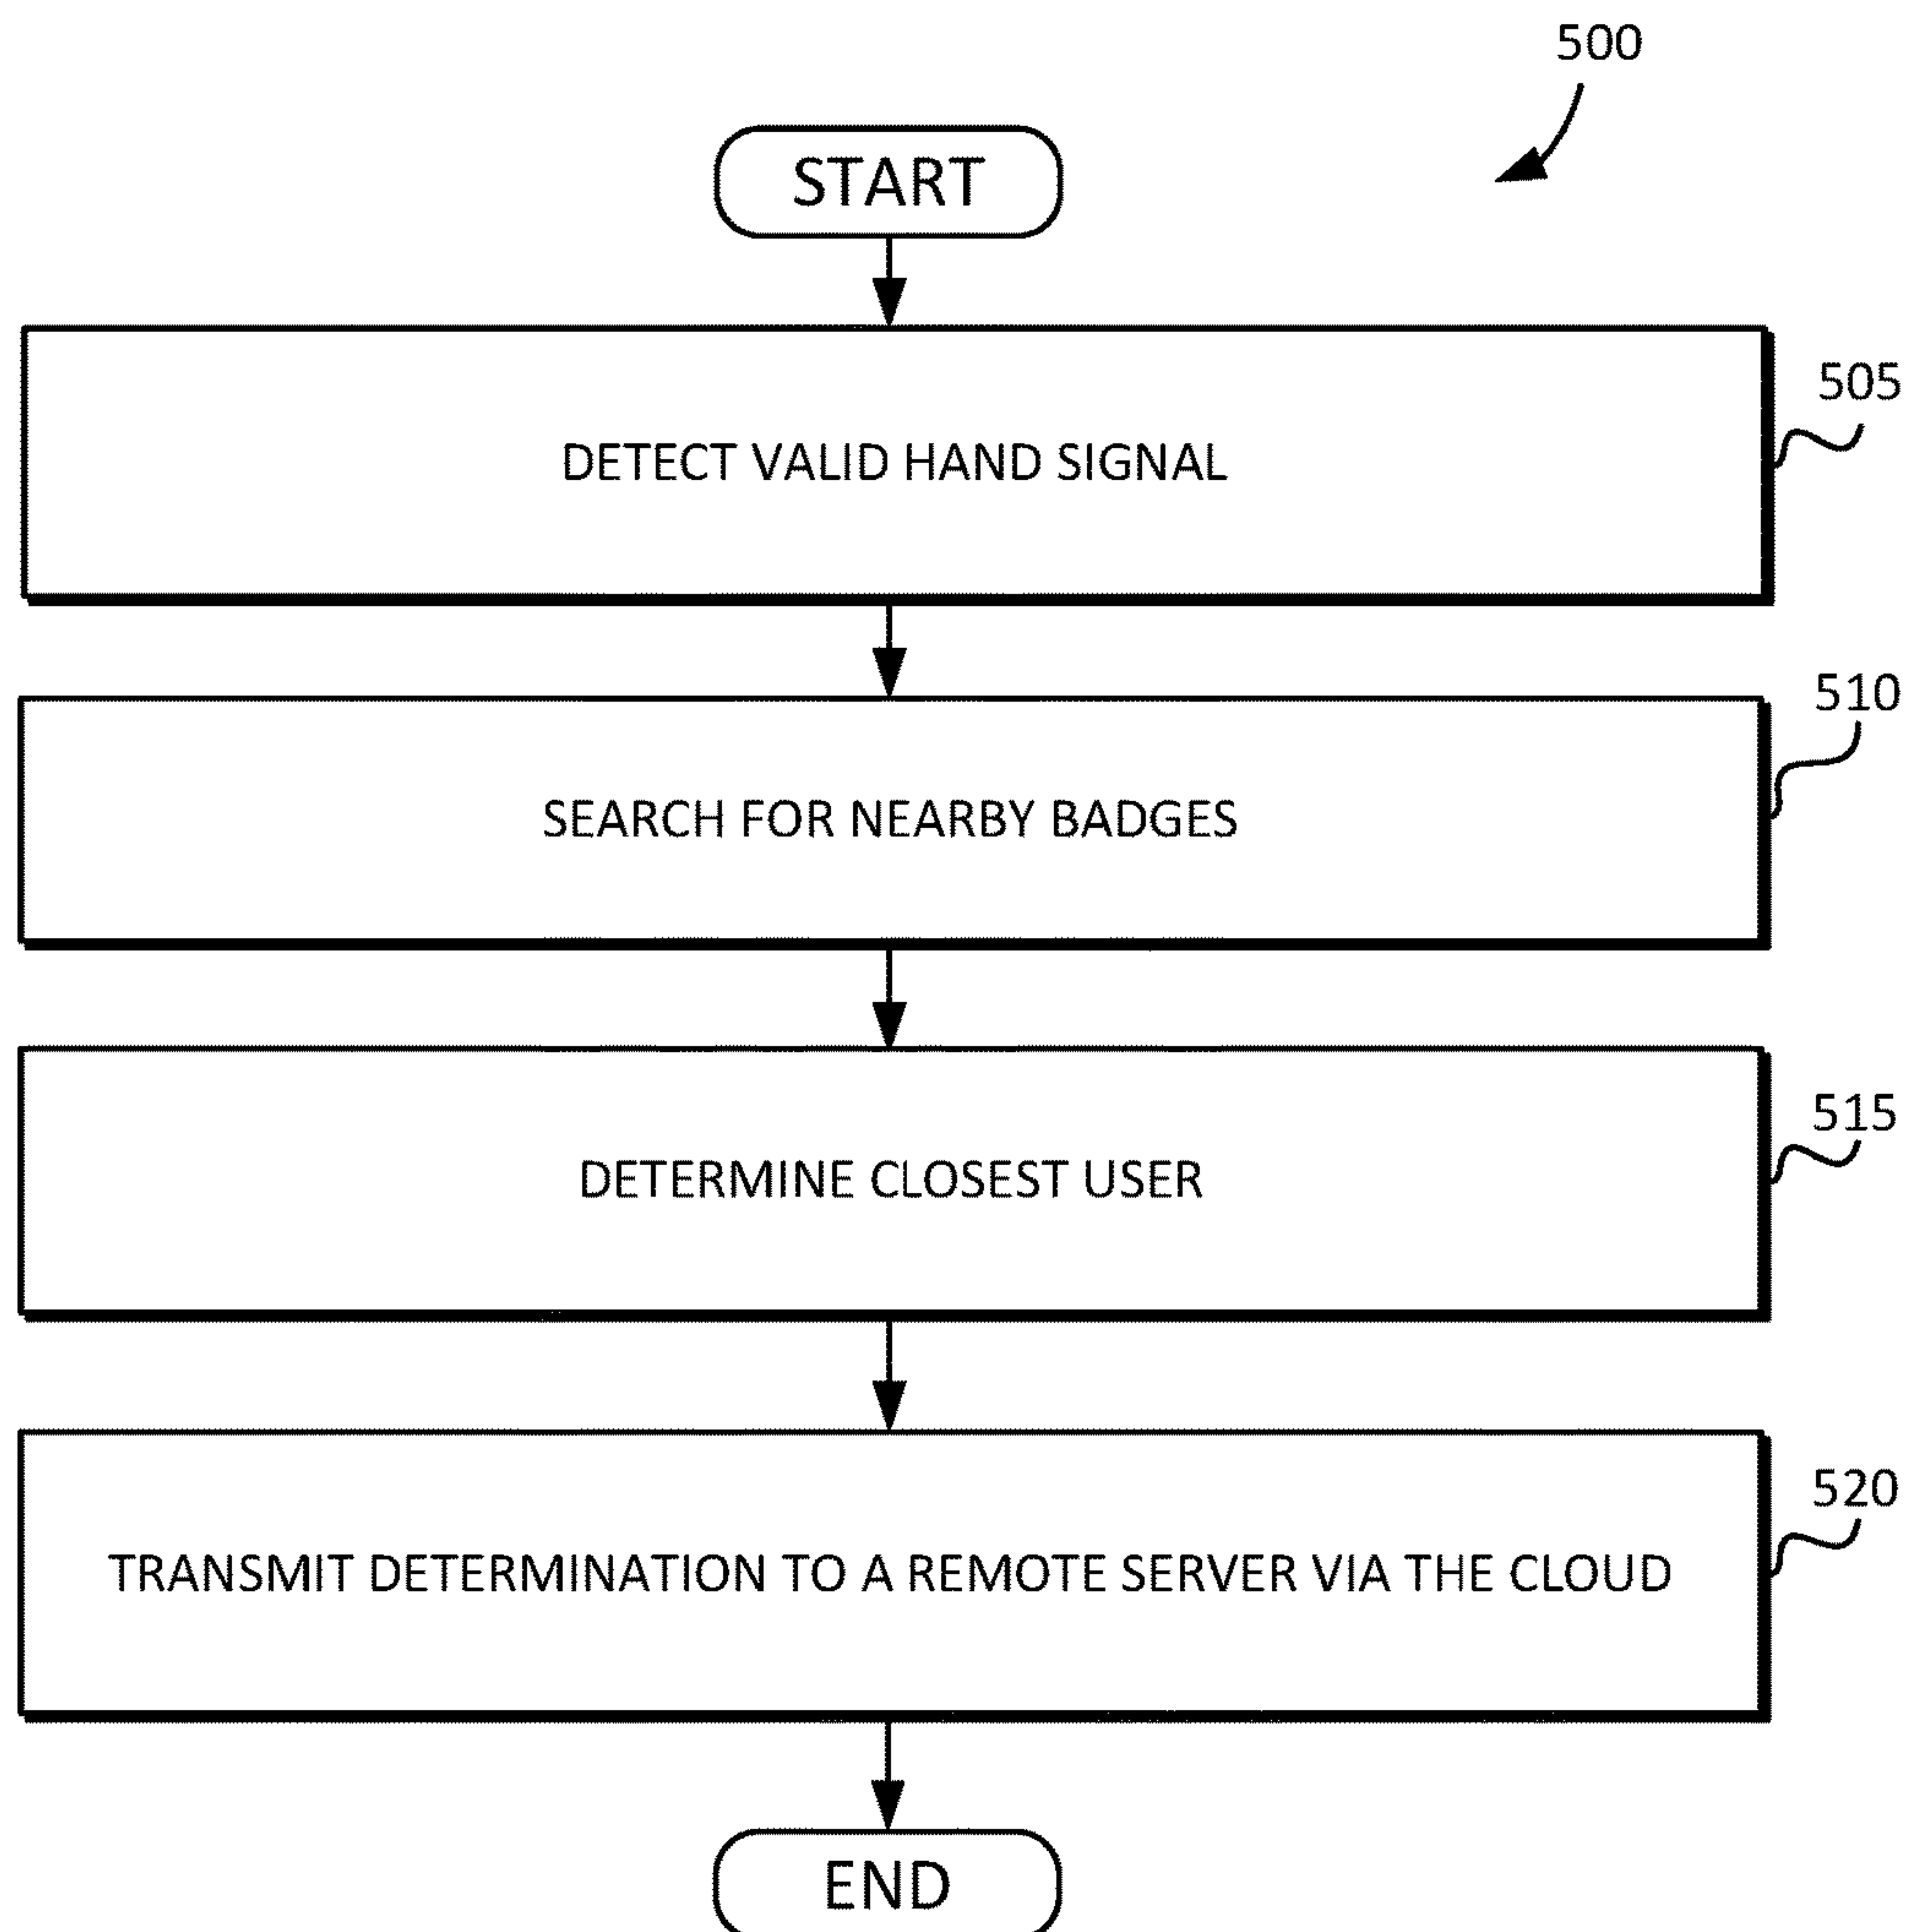 500
START
505
DETECT VALID HAND SIGNAL
510
SEARCH FOR NEARBY BADGES
515
DETERMINE CLOSEST USER
520
TRANSMIT DETERMINATION TO A REMOTE SERVER VIA THE CLOUD
END